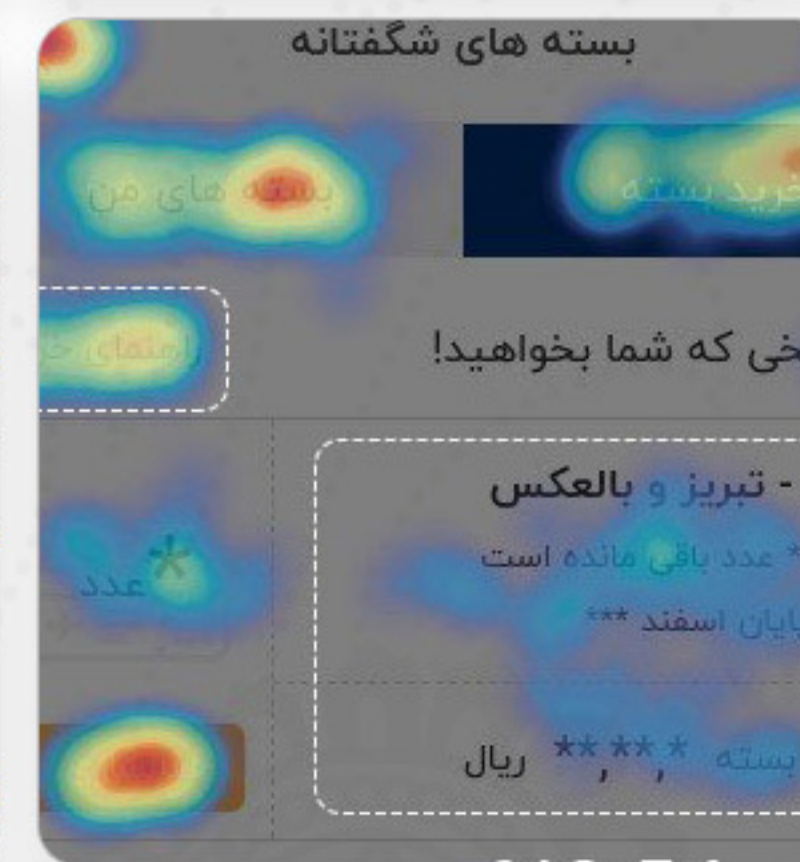 بسته های شگفتانه
خرید بسته
بسته های من
که شما بخواهید!
راهنمای
- تبریز و بالعکس
* عدد باقی مانده است
پایان اسفند ***
* عدد
بسته *,**,** ریال